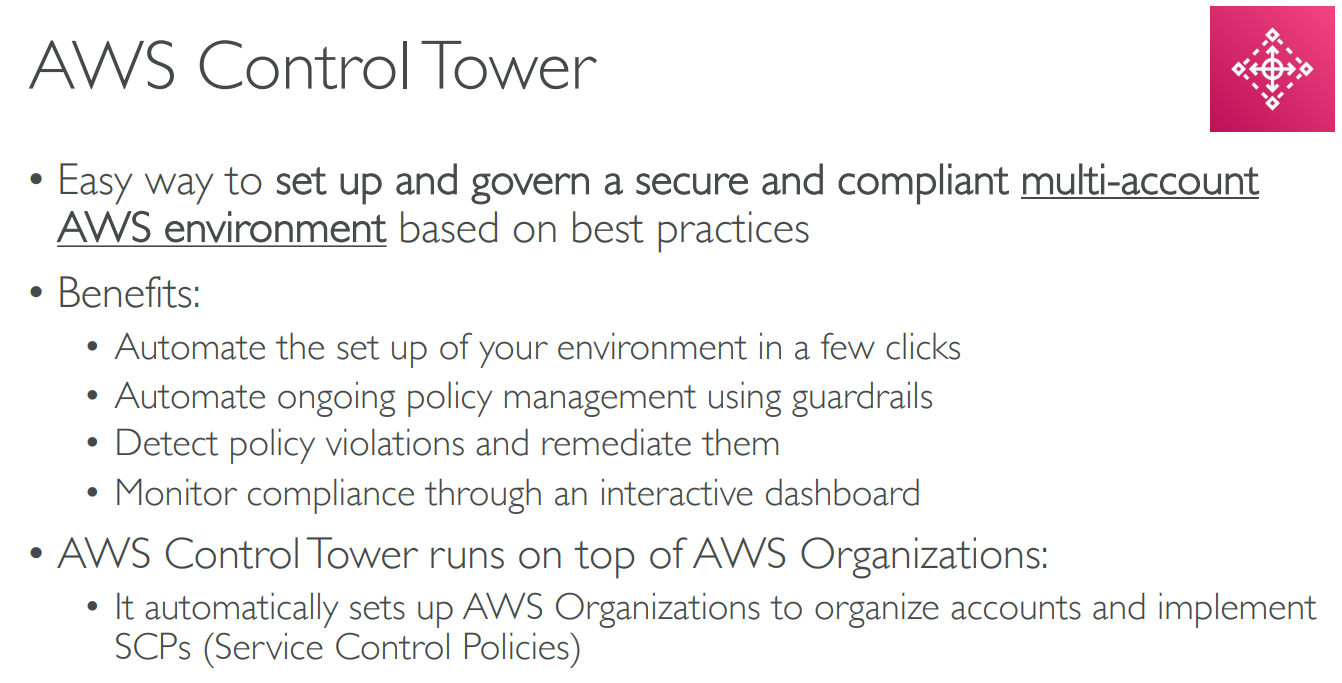 AWS Control Tower
• Easy way to set up and govern a secure and compliant multi-account
AWS environment based on best practices
• Benefits:
• Automate the set up of your environment in a few clicks
• Automate ongoing policy management using guardrails
• Detect policy violations and remediate them
• Monitor compliance through an interactive dashboard
• AWS Control Tower runs on top of AWS Organizations:
• It automatically sets up AWS Organizations to organize accounts and implement
SCPs (Service Control Policies)